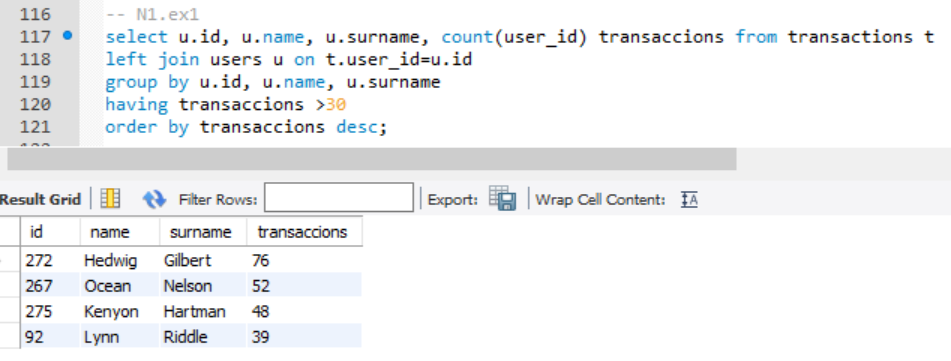 116 -- N1.ex1
117 select u.id, u.name, u.surname, count(user_id) transaccions from transactions t
118 left join users u on t.user_id=u.id
119 group by u.id, u.name, u.surname
120 having transaccions >30
121 order by transaccions desc;
Result Grid Filter Rows: Export: Wrap Cell Content: IA
id name surname transaccions
272 Hedwig Gilbert 76
267 Ocean Nelson 52
275 Kenyon Hartman 48
92 Lynn Riddle 39